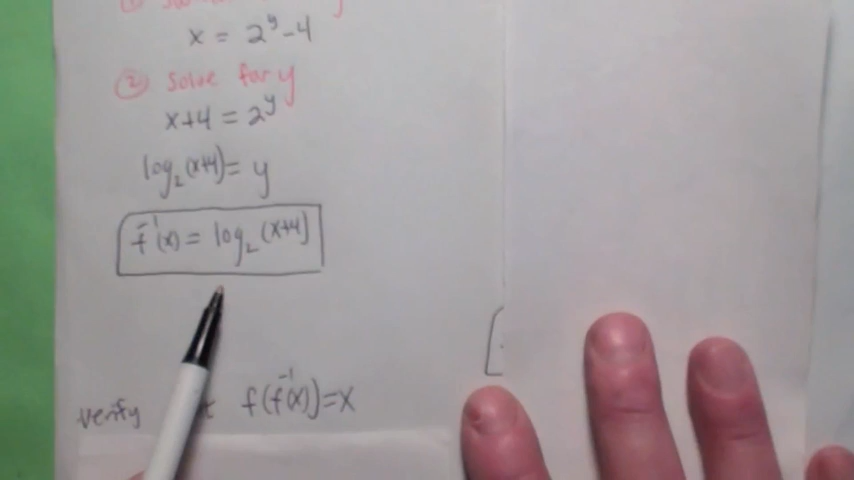 x = 2^y - 4
② Solve for y
x+4 = 2^y
log₂(x+4) = y
f⁻¹(x) = log₂(x+4)
verify f(f⁻¹(x)) = x